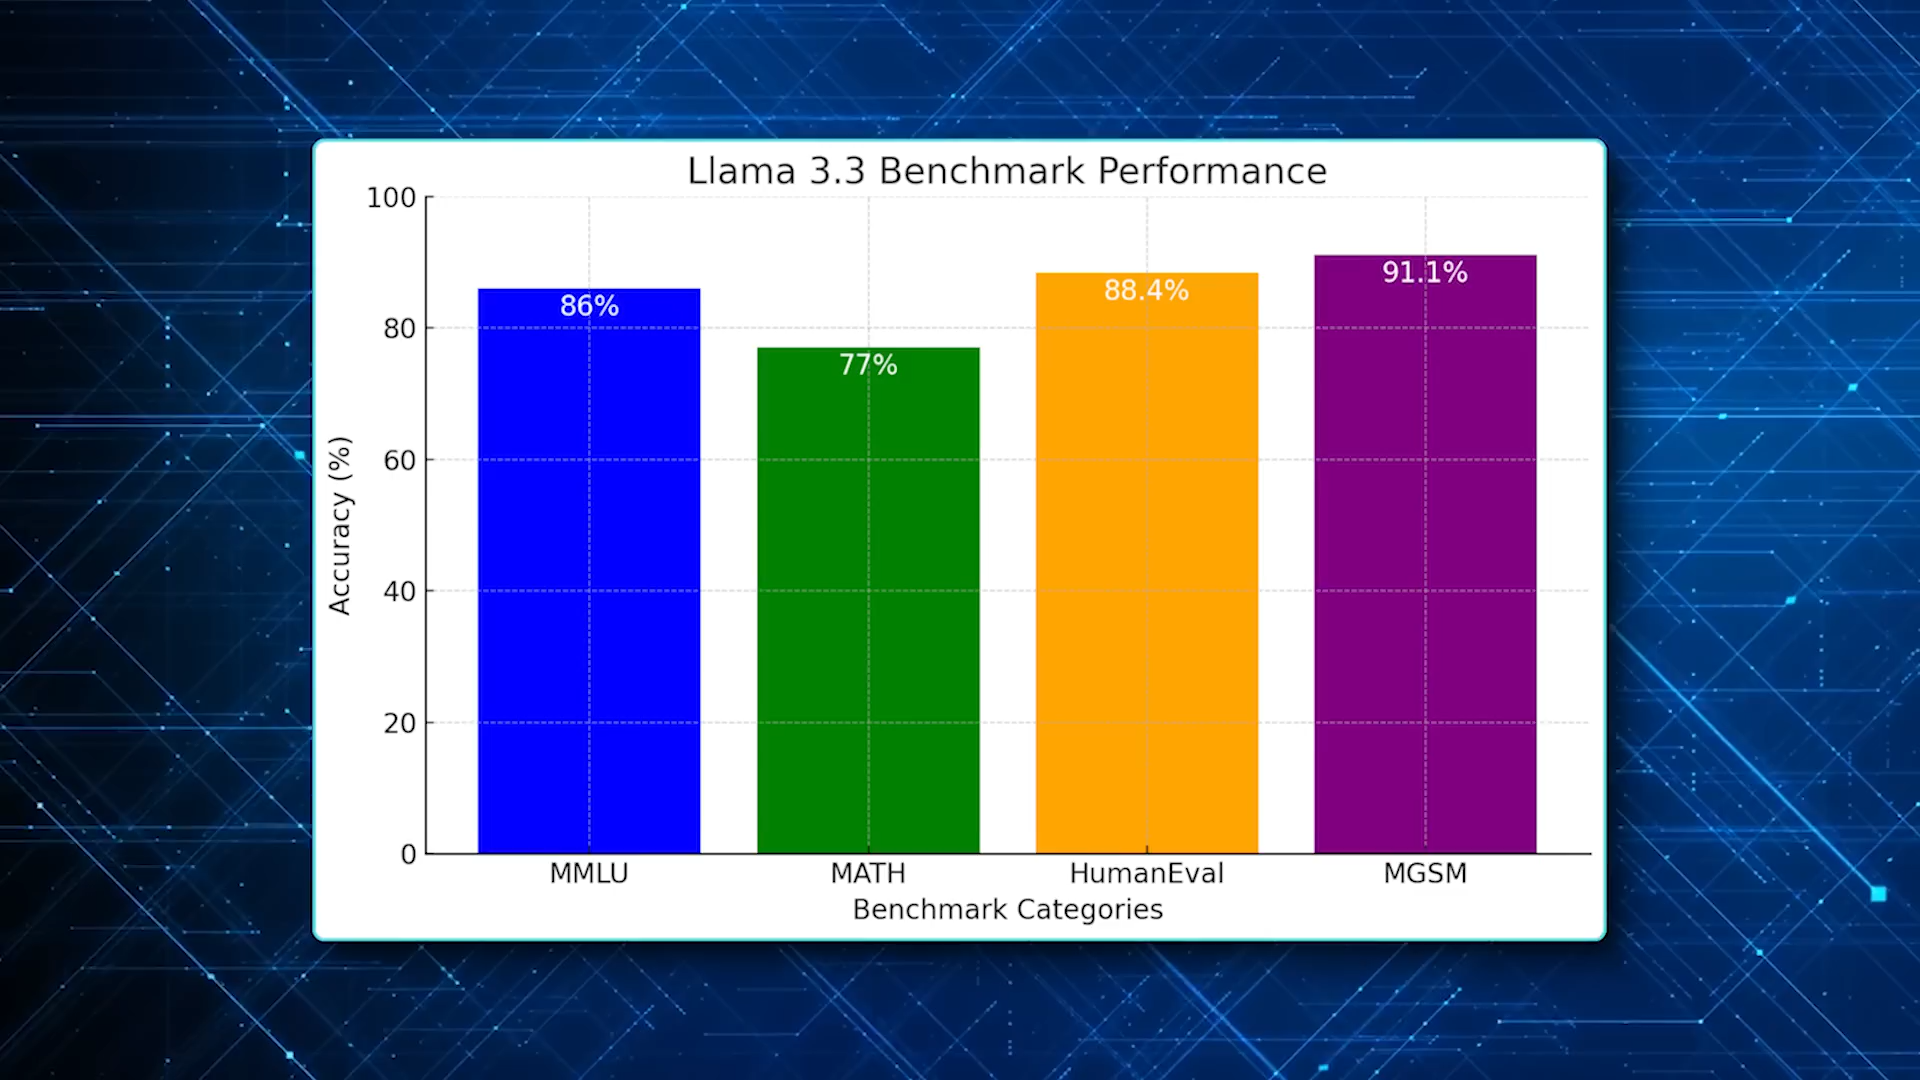 Llama 3.3 Benchmark Performance
100
80
60
40
20
0
Accuracy (%)
86%
77%
88.4%
91.1%
MMLU
MATH
HumanEval
MGSM
Benchmark Categories